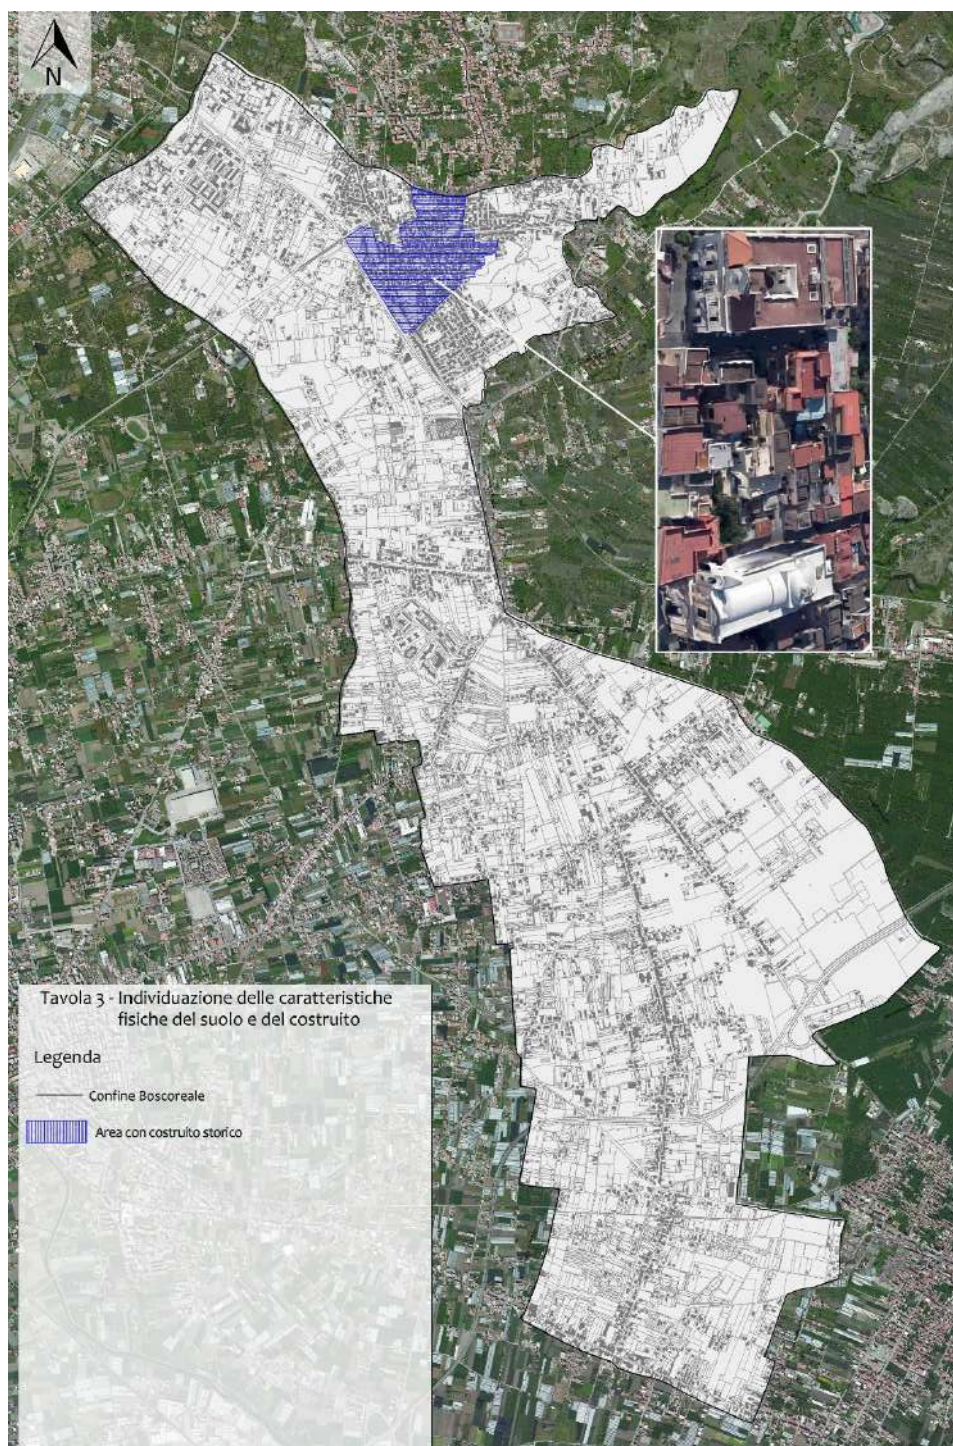 N
Tavola 3 - Individuazione delle caratteristiche
fisiche del suolo e del costruito
Legenda
Confine Boscoreale
Area con costruito storico